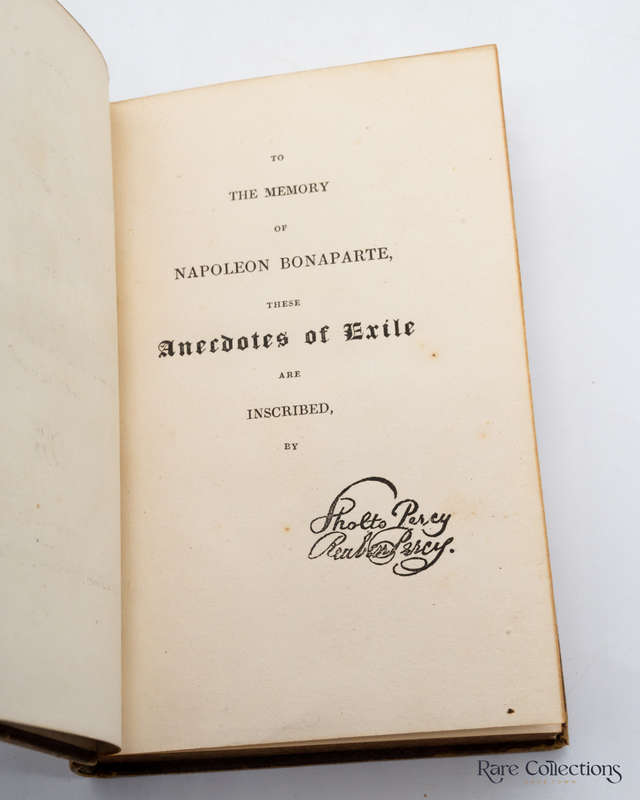 TO
THE MEMORY
OF
NAPOLEON BONAPARTE,
THESE
Anecdotes of Exile
ARE
INSCRIBED,
BY
Sholto Percy
Reuben Percy.
Rare Collections